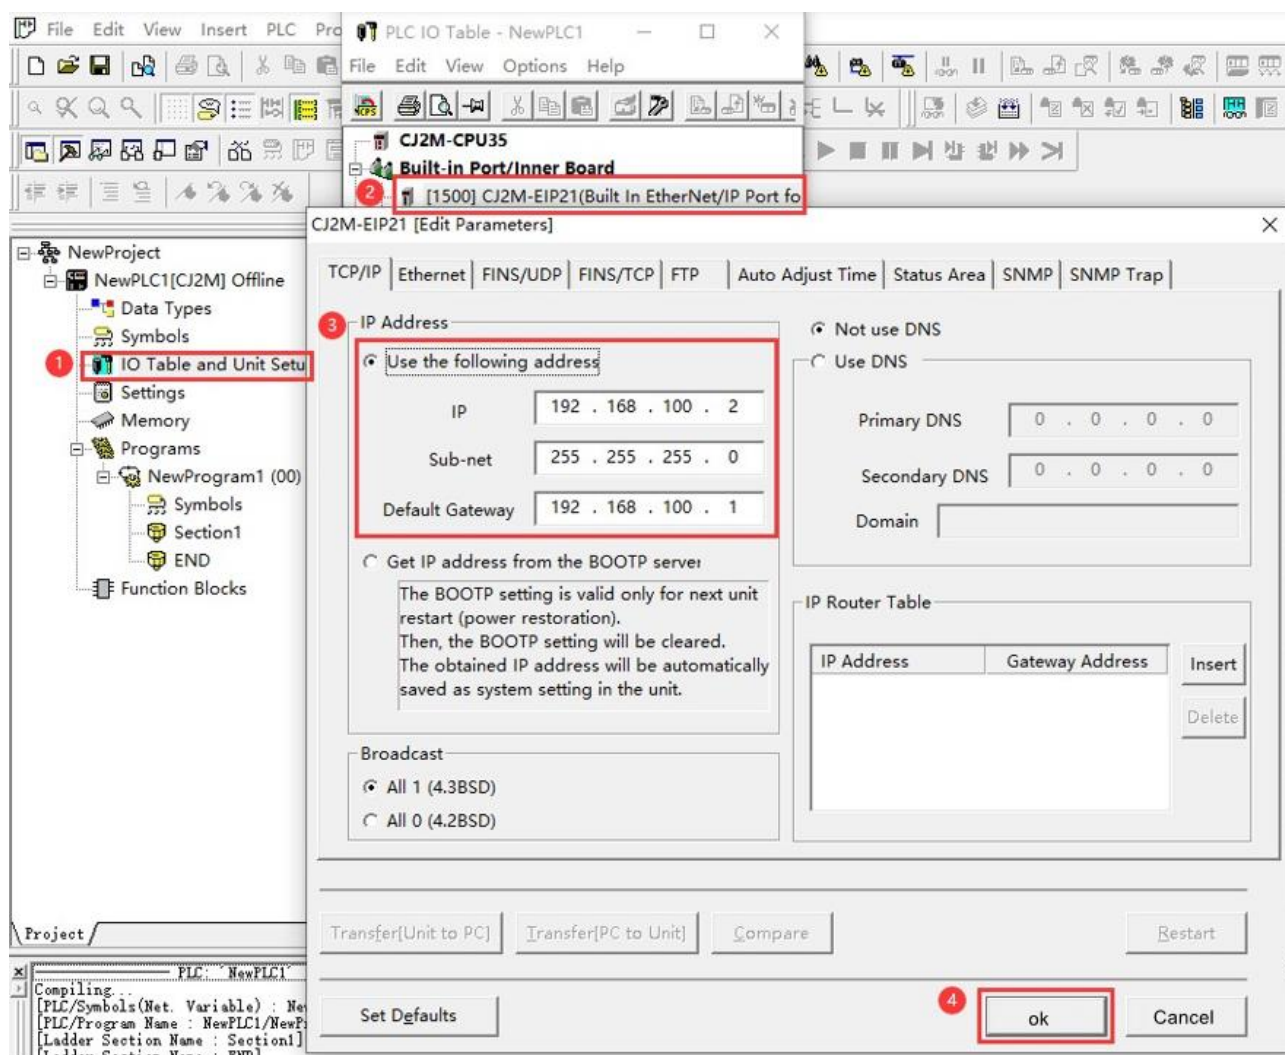 File Edit View Insert PLC Pro
PLC IO Table - NewPLC1
File Edit View Options Help
CJ2M-CPU35
Built-in Port/Inner Board
2
[1500] CJ2M-EIP21(Built In EtherNet/IP Port fo
CJ2M-EIP21 [Edit Parameters]
NewProject
NewPLC1[CJ2M] Offline
Data Types
Symbols
1
IO Table and Unit Setu
Settings
Memory
Programs
NewProgram1 (00)
Symbols
Section1
END
Function Blocks
TCP/IP Ethernet FINS/UDP FINS/TCP FTP Auto Adjust Time Status Area SNMP SNMP Trap
3
IP Address
Use the following address
IP 192 . 168 . 100 . 2
Sub-net 255 . 255 . 255 . 0
Default Gateway 192 . 168 . 100 . 1
Get IP address from the BOOTP server
The BOOTP setting is valid only for next unit
restart (power restoration).
Then, the BOOTP setting will be cleared.
The obtained IP address will be automatically
saved as system setting in the unit.
Broadcast
All 1 (4.3BSD)
All 0 (4.2BSD)
Not use DNS
Use DNS
Primary DNS 0 . 0 . 0 . 0
Secondary DNS 0 . 0 . 0 . 0
Domain
IP Router Table
IP Address Gateway Address
Insert
Delete
Transfer[Unit to PC] Transfer[PC to Unit] Compare Restart
Set Defaults
4
ok
Cancel
Project
PLC: `NewPLC1'
Compiling...
[PLC/Symbols(Net. Variable) : Ne
[PLC/Program Name : NewPLC1/NewP
[Ladder Section Name : Section1]
[Ladder Section Name : END]